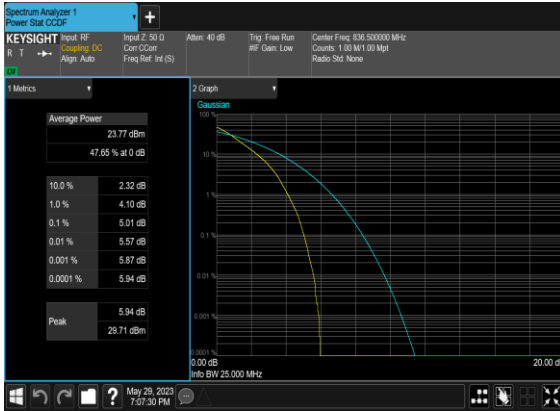 Spectrum Analyzer 1
Power Stat CCDF
+
KEYSIGHT
R T
Input: RF
Coupling: DC
Align: Auto
Input Z: 50 Ω
Corr CCorr
Freq Ref: Int (S)
Atten: 40 dB
Trig: Free Run
#IF Gain: Low
Center Freq: 836.500000 MHz
Counts: 1.00 M/1.00 Mpt
Radio Std: None
1 Metrics
Average Power
23.77 dBm
47.65 % at 0 dB
10.0 % 2.32 dB
1.0 % 4.10 dB
0.1 % 5.01 dB
0.01 % 5.57 dB
0.001 % 5.87 dB
0.0001 % 5.94 dB
Peak
5.94 dB
29.71 dBm
2 Graph
Gaussian
100 %
10 %
1 %
0.1 %
0.01 %
0.001 %
0.0001 %
0.00 dB
20.00 d
Info BW 25.000 MHz
?
May 29, 2023
7:07:30 PM